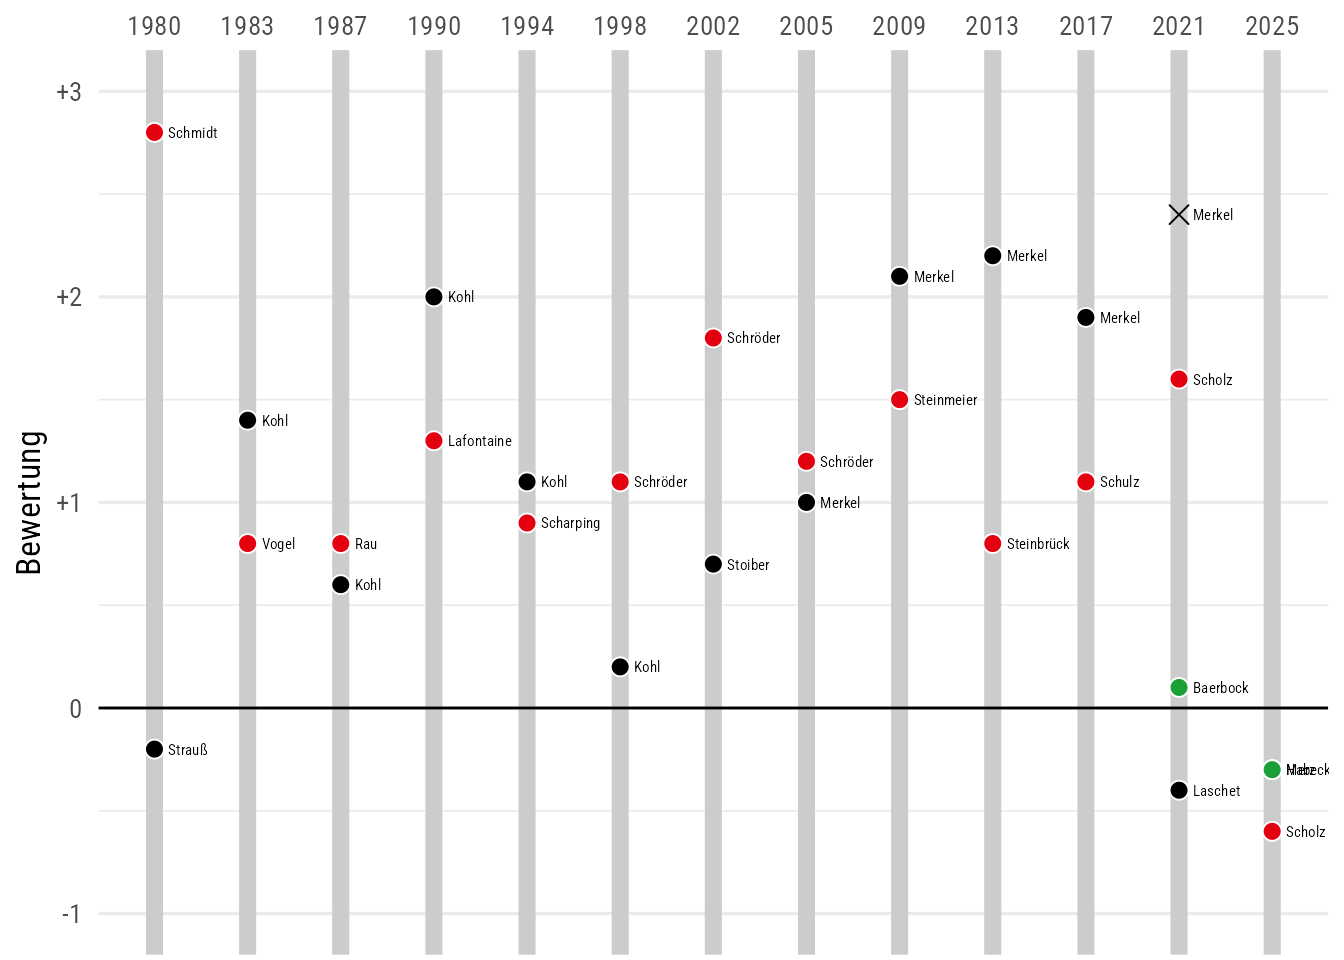 1980 1983 1987 1990 1994 1998 2002 2005 2009 2013 2017 2021 2025
+3
Schmidt
Merkel
Merkel
Merkel
+2
Kohl
Merkel
Schröder
Scholz
Steinmeier
Kohl
Lafontaine
Schröder
Kohl
Schröder
Schulz
+1
Merkel
Scharping
Vogel
Rau
Steinbrück
Kohl
Stoiber
Kohl
Baerbock
0
Strauß
Laschet
Scholz
-1
Bewertung